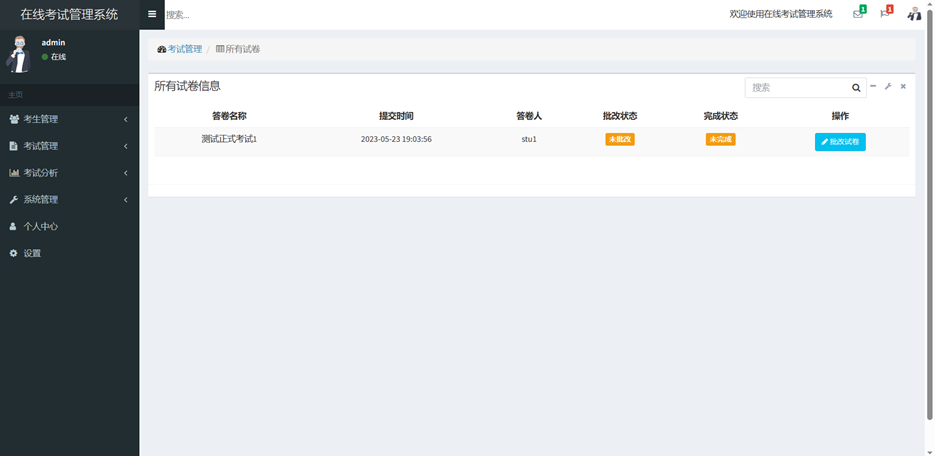 在线考试管理系统
搜索...
欢迎使用在线考试管理系统
1
1
admin
在线
主页
考生管理
考试管理
考试分析
系统管理
个人中心
设置
考试管理 / 所有试卷
所有试卷信息
搜索
答卷名称 提交时间 答卷人 批改状态 完成状态 操作
测试正式考试1 2023-05-23 19:03:56 stu1 未批改 未完成 批改试卷